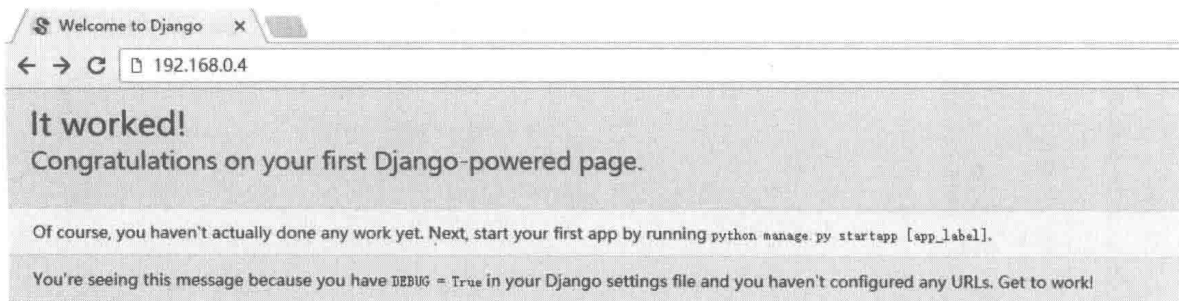 Welcome to Django
192.168.0.4
It worked!
Congratulations on your first Django-powered page.
Of course, you haven't actually done any work yet. Next, start your first app by running python manage.py startapp [app_label].
You're seeing this message because you have DEBUG = True in your Django settings file and you haven't configured any URLs. Get to work!